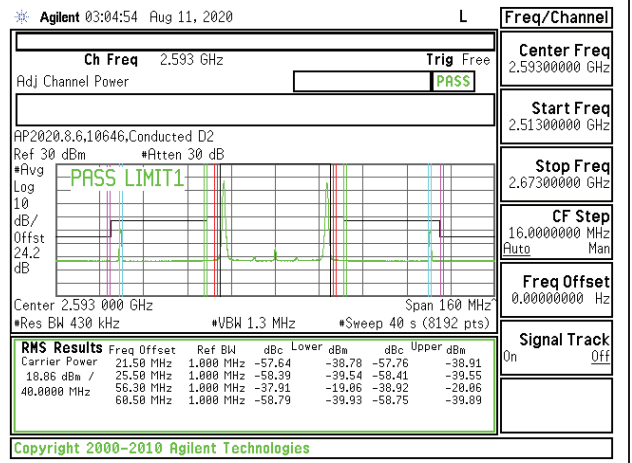 Agilent 03:04:54 Aug 11, 2020 L
Freq/Channel
Ch Freq 2.593 GHz Trig Free
Adj Channel Power PASS
AP2020.8.6,10646,Conducted D2
Ref 30 dBm #Atten 30 dB
#Avg
Log
10
dB/
Offst
24.2
dB
PASS LIMIT1
Center 2.593 000 GHz Span 160 MHz^
#Res BW 430 kHz #VBW 1.3 MHz #Sweep 40 s (8192 pts)
RMS Results Freq Offset Ref BW dBc Lower dBm dBc Upper dBm
Carrier Power 21.50 MHz 1.000 MHz -57.64 -38.78 -57.76 -38.91
18.86 dBm / 25.50 MHz 1.000 MHz -58.39 -39.54 -58.41 -39.55
40.0000 MHz 56.30 MHz 1.000 MHz -37.91 -19.06 -38.92 -20.06
60.50 MHz 1.000 MHz -58.79 -39.93 -58.75 -39.89
Copyright 2000-2010 Agilent Technologies
Center Freq
2.59300000 GHz
Start Freq
2.51300000 GHz
Stop Freq
2.67300000 GHz
CF Step
16.0000000 MHz
Auto Man
Freq Offset
0.00000000 Hz
Signal Track
On Off